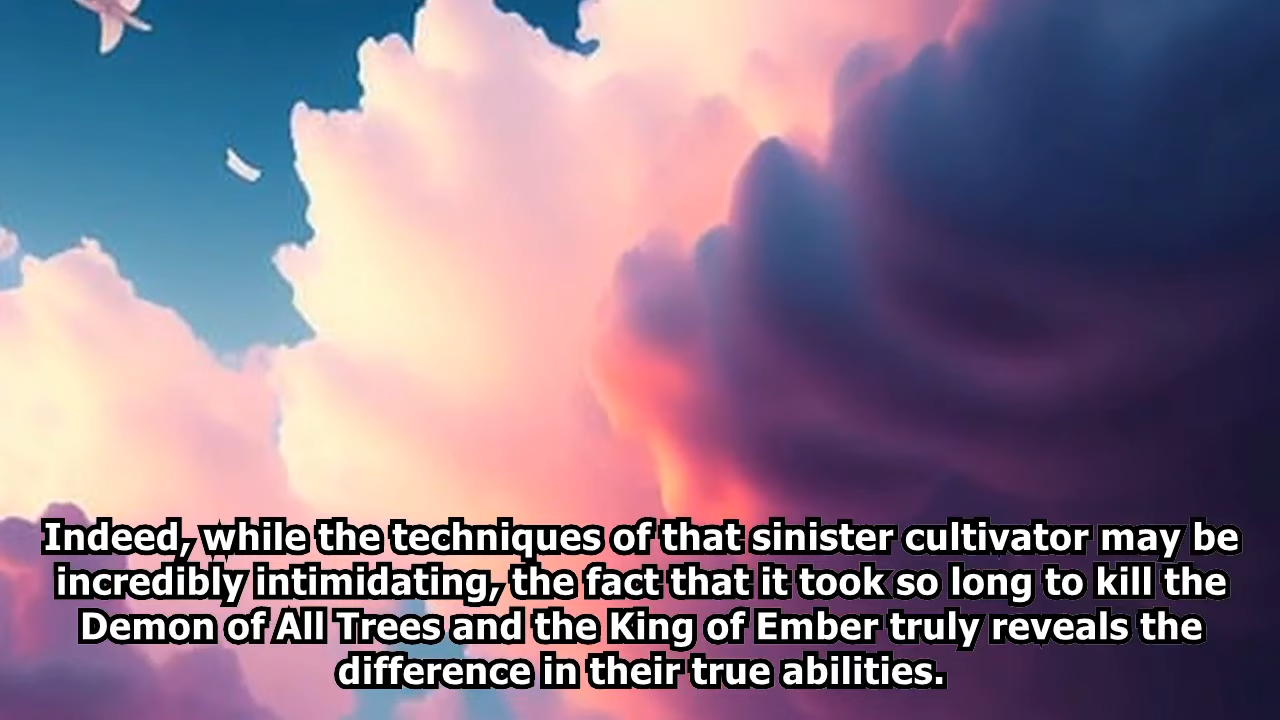 Indeed, while the techniques of that sinister cultivator may be
incredibly intimidating, the fact that it took so long to kill the
Demon of All Trees and the King of Ember truly reveals the
difference in their true abilities.